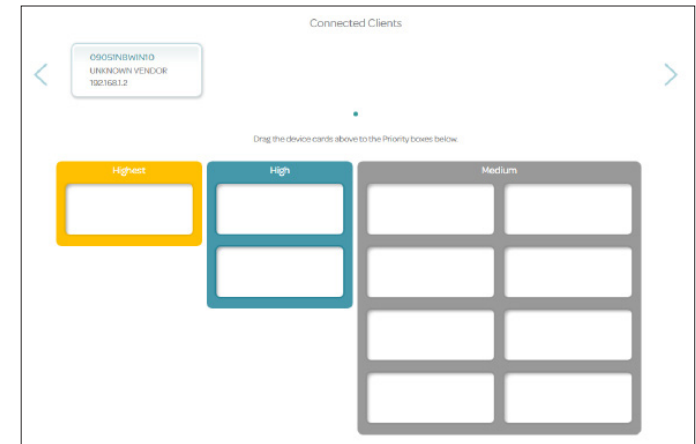 Connected Clients
09051NBWIN10
UNKNOWN VENDOR
192.168.1.2
Drag the device cards above to the Priority boxes below.
Highest
High
Medium